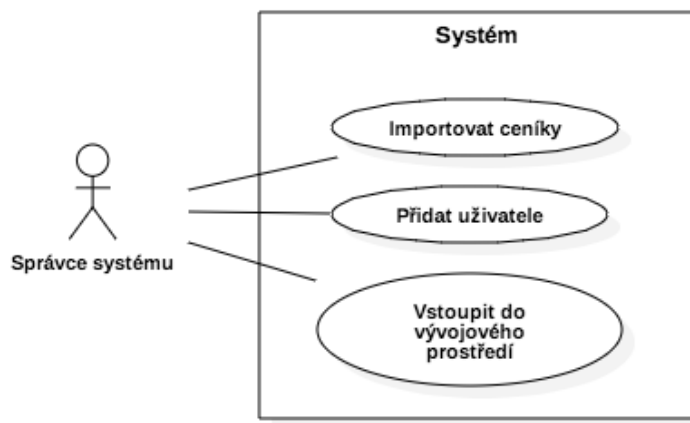 Systém
Importovat ceníky
Přidat uživatele
Správce systému
Vstoupit do
vývojového
prostředí